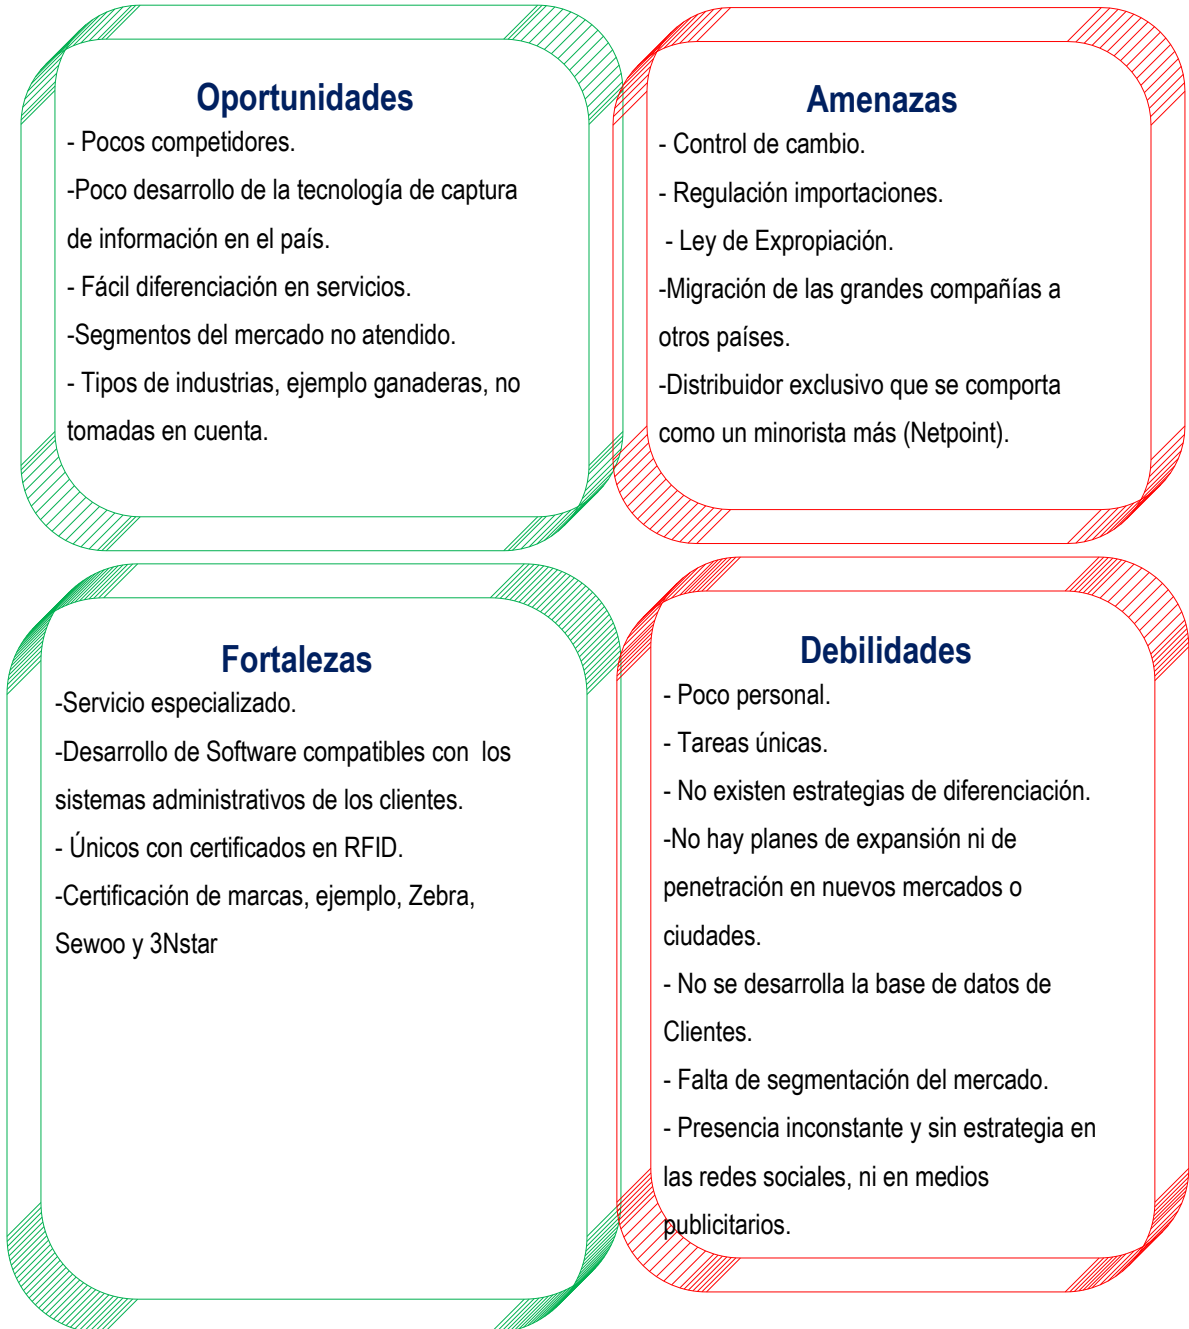 Oportunidades
- Pocos competidores.
-Poco desarrollo de la tecnología de captura
de información en el país.
- Fácil diferenciación en servicios.
-Segmentos del mercado no atendido.
- Tipos de industrias, ejemplo ganaderas, no
tomadas en cuenta.
Amenazas
- Control de cambio.
- Regulación importaciones.
- Ley de Expropiación.
-Migración de las grandes compañías a
otros países.
-Distribuidor exclusivo que se comporta
como un minorista más (Netpoint).
Fortalezas
-Servicio especializado.
-Desarrollo de Software compatibles con  los
sistemas administrativos de los clientes.
- Únicos con certificados en RFID.
-Certificación de marcas, ejemplo, Zebra,
Sewoo y 3Nstar
Debilidades
- Poco personal.
- Tareas únicas.
- No existen estrategias de diferenciación.
-No hay planes de expansión ni de
penetración en nuevos mercados o
ciudades.
- No se desarrolla la base de datos de
Clientes.
- Falta de segmentación del mercado.
- Presencia inconstante y sin estrategia en
las redes sociales, ni en medios
publicitarios.